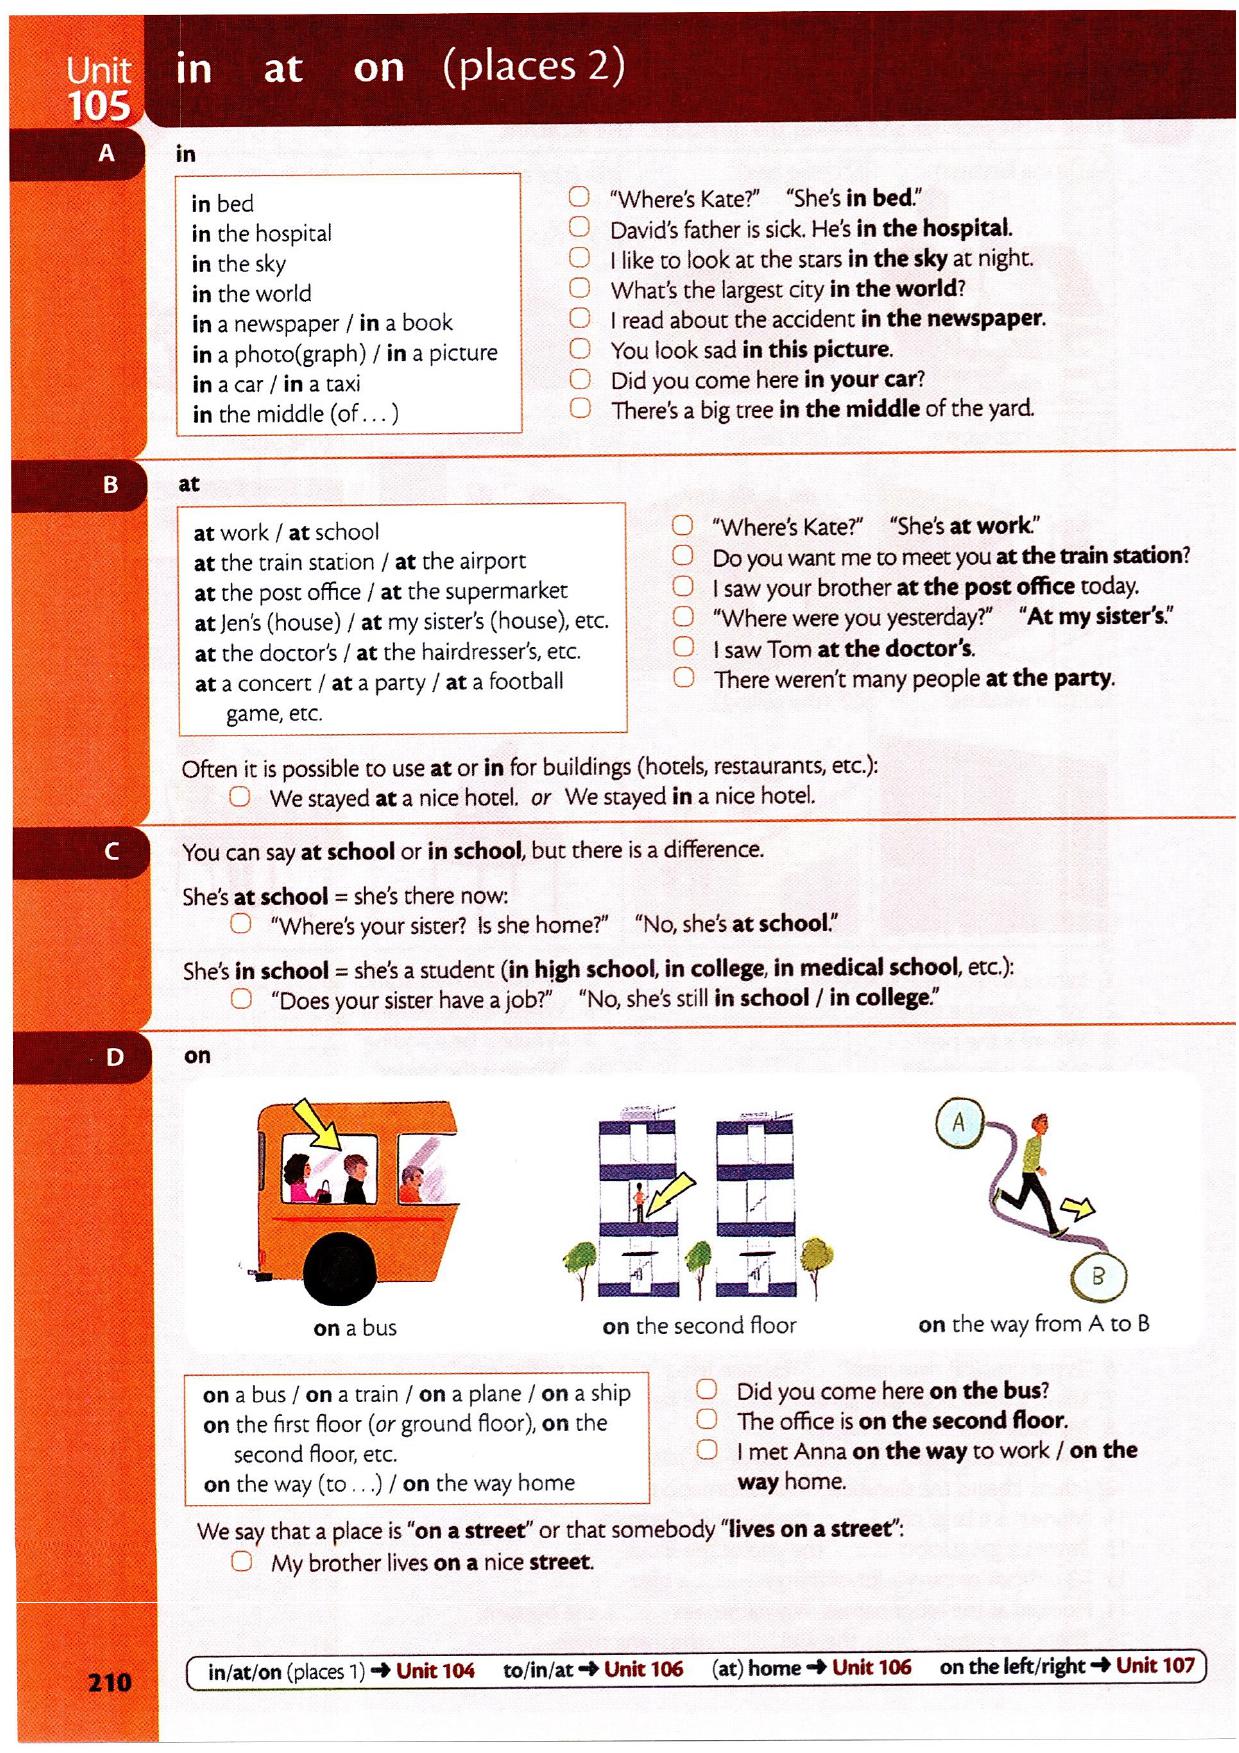 Unit
105
in at on (places 2)
A
in
in bed
in the hospital
in the sky
in the world
in a newspaper / in a book
in a photo(graph) / in a picture
in a car / in a taxi
in the middle (of . . . )
"Where's Kate?" "She's in bed."
David's father is sick. He's in the hospital.
I like to look at the stars in the sky at night.
What's the largest city in the world?
I read about the accident in the newspaper.
You look sad in this picture.
Did you come here in your car?
There's a big tree in the middle of the yard.
B
at
at work / at school
at the train station / at the airport
at the post office / at the supermarket
at Jen's (house) / at my sister's (house), etc.
at the doctor's / at the hairdresser's, etc.
at a concert / at a party / at a football
game, etc.
"Where's Kate?" "She's at work."
Do you want me to meet you at the train station?
I saw your brother at the post office today.
"Where were you yesterday?" "At my sister's."
I saw Tom at the doctor's.
There weren't many people at the party.
Often it is possible to use at or in for buildings (hotels, restaurants, etc.):
We stayed at a nice hotel. or We stayed in a nice hotel.
C
You can say at school or in school, but there is a difference.
She's at school = she's there now:
"Where's your sister? Is she home?" "No, she's at school."
She's in school = she's a student (in high school, in college, in medical school, etc.):
"Does your sister have a job?" "No, she's still in school / in college."
D
on
A
B
on a bus
on the second floor
on the way from A to B
on a bus / on a train / on a plane / on a ship
on the first floor (or ground floor), on the
second floor, etc.
on the way (to . . .) / on the way home
Did you come here on the bus?
The office is on the second floor.
I met Anna on the way to work / on the
way home.
We say that a place is "on a street" or that somebody "lives on a street":
My brother lives on a nice street.
210
in/at/on (places 1) → Unit 104 to/in/at → Unit 106 (at) home → Unit 106 on the left/right → Unit 107